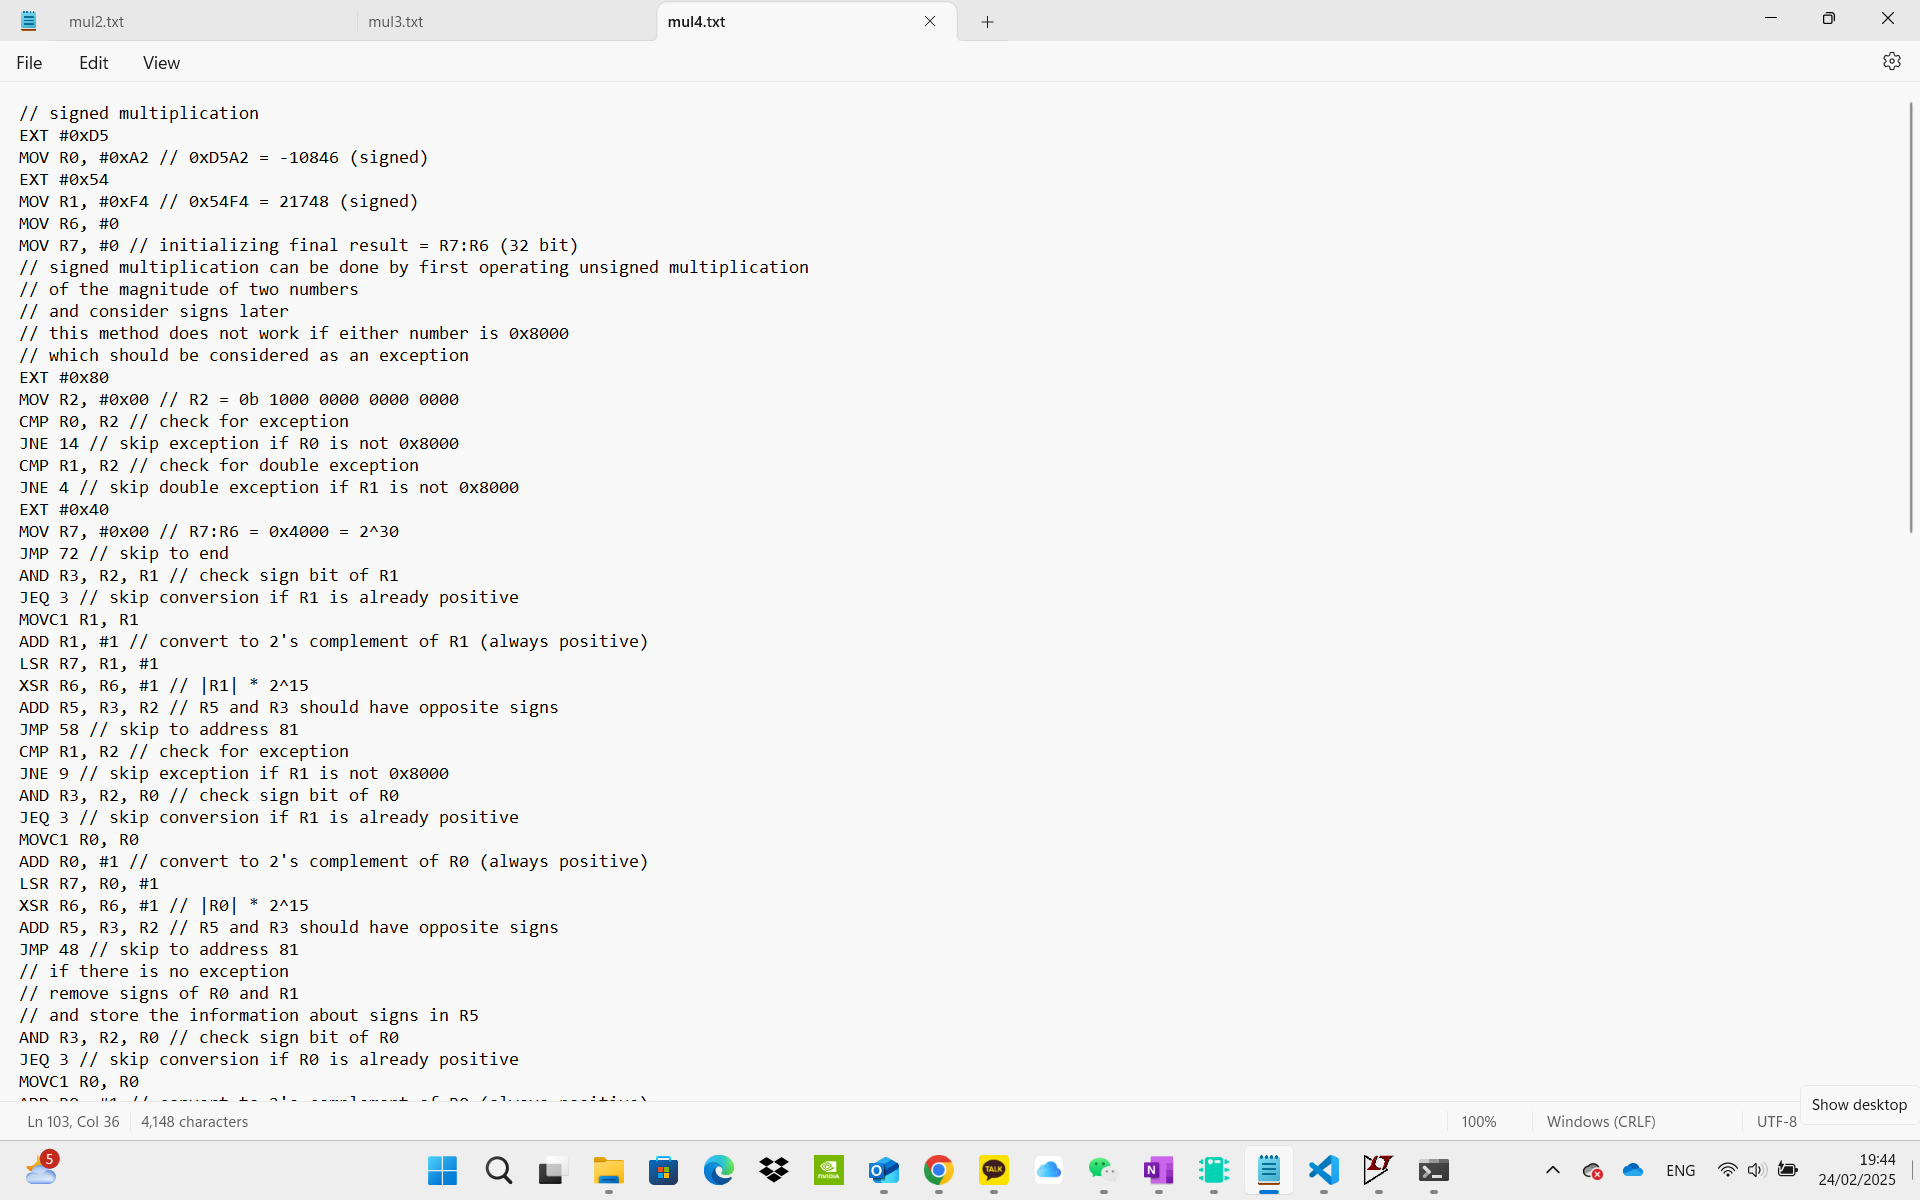 mul2.txt
mul3.txt
mul4.txt
File
Edit
View
// signed multiplication
EXT #0xD5
MOV R0, #0xA2 // 0xD5A2 = -10846 (signed)
EXT #0x54
MOV R1, #0xF4 // 0x54F4 = 21748 (signed)
MOV R6, #0
MOV R7, #0 // initializing final result = R7:R6 (32 bit)
// signed multiplication can be done by first operating unsigned multiplication
// of the magnitude of two numbers
// and consider signs later
// this method does not work if either number is 0x8000
// which should be considered as an exception
EXT #0x80
MOV R2, #0x00 // R2 = 0b 1000 0000 0000 0000
CMP R0, R2 // check for exception
JNE 14 // skip exception if R0 is not 0x8000
CMP R1, R2 // check for double exception
JNE 4 // skip double exception if R1 is not 0x8000
EXT #0x40
MOV R7, #0x00 // R7:R6 = 0x4000 = 2^30
JMP 72 // skip to end
AND R3, R2, R1 // check sign bit of R1
JEQ 3 // skip conversion if R1 is already positive
MOVC1 R1, R1
ADD R1, #1 // convert to 2's complement of R1 (always positive)
LSR R7, R1, #1
XSR R6, R6, #1 // |R1| * 2^15
ADD R5, R3, R2 // R5 and R3 should have opposite signs
JMP 58 // skip to address 81
CMP R1, R2 // check for exception
JNE 9 // skip exception if R1 is not 0x8000
AND R3, R2, R0 // check sign bit of R0
JEQ 3 // skip conversion if R1 is already positive
MOVC1 R0, R0
ADD R0, #1 // convert to 2's complement of R0 (always positive)
LSR R7, R0, #1
XSR R6, R6, #1 // |R0| * 2^15
ADD R5, R3, R2 // R5 and R3 should have opposite signs
JMP 48 // skip to address 81
// if there is no exception
// remove signs of R0 and R1
// and store the information about signs in R5
AND R3, R2, R0 // check sign bit of R0
JEQ 3 // skip conversion if R0 is already positive
MOVC1 R0, R0
ADD R0, #1 // convert to 2's complement of R0 (always positive)
Ln 103, Col 36
4,148 characters
100%
Windows (CRLF)
UTF-8
Show desktop
5
TALK
NVIDIA
ENG
19:44
24/02/2025